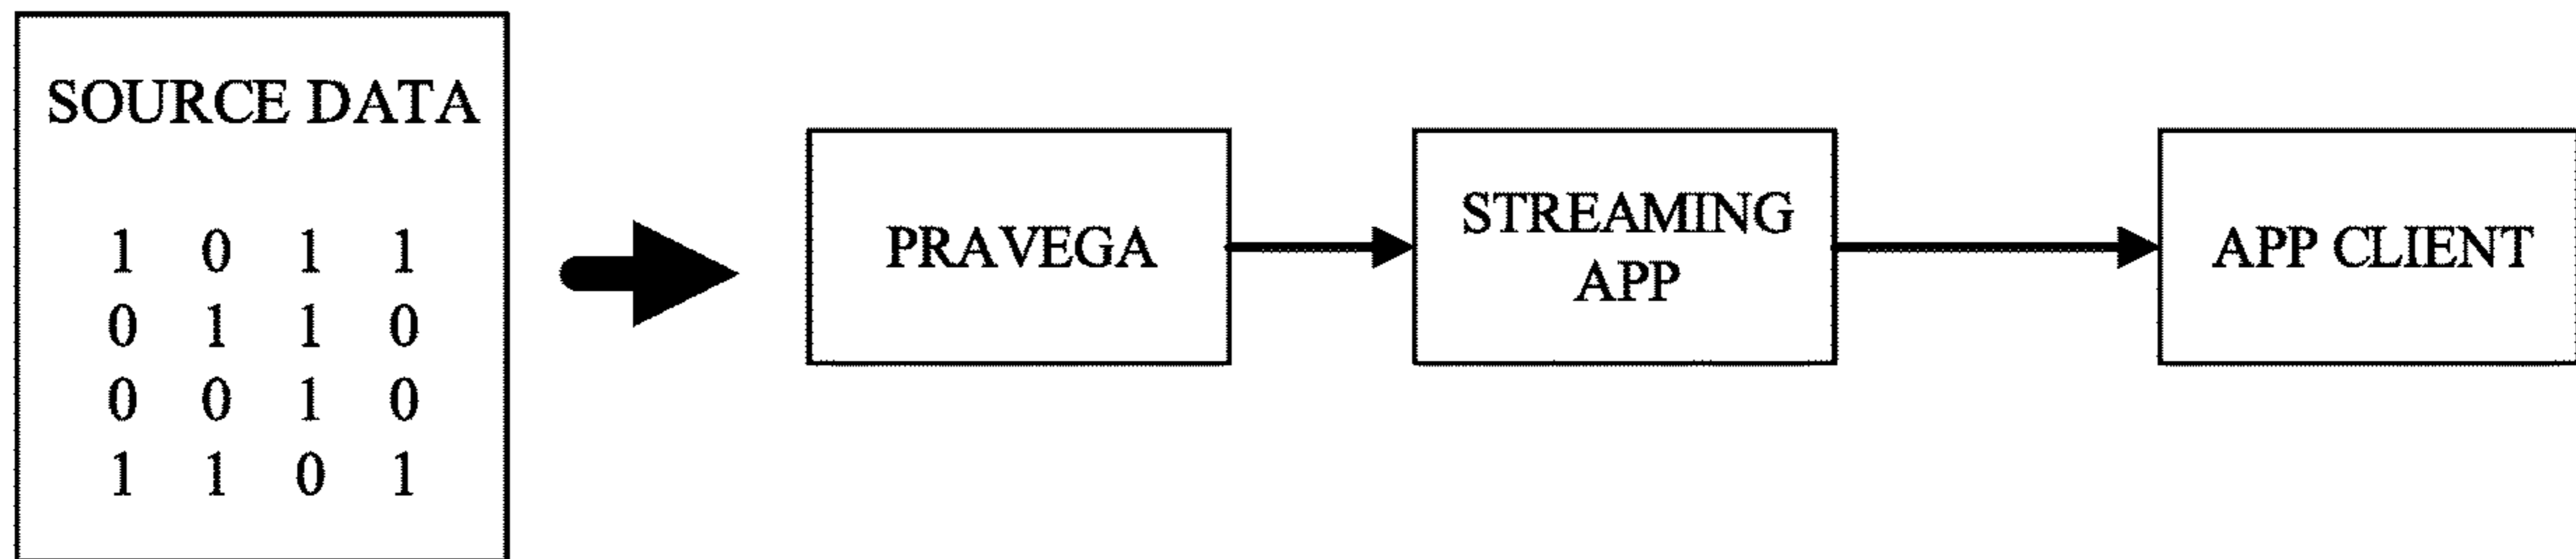 SOURCE DATA
1 0 1 1
0 1 1 0
0 0 1 0
1 1 0 1
PRAVEGA
STREAMING
APP
APP CLIENT